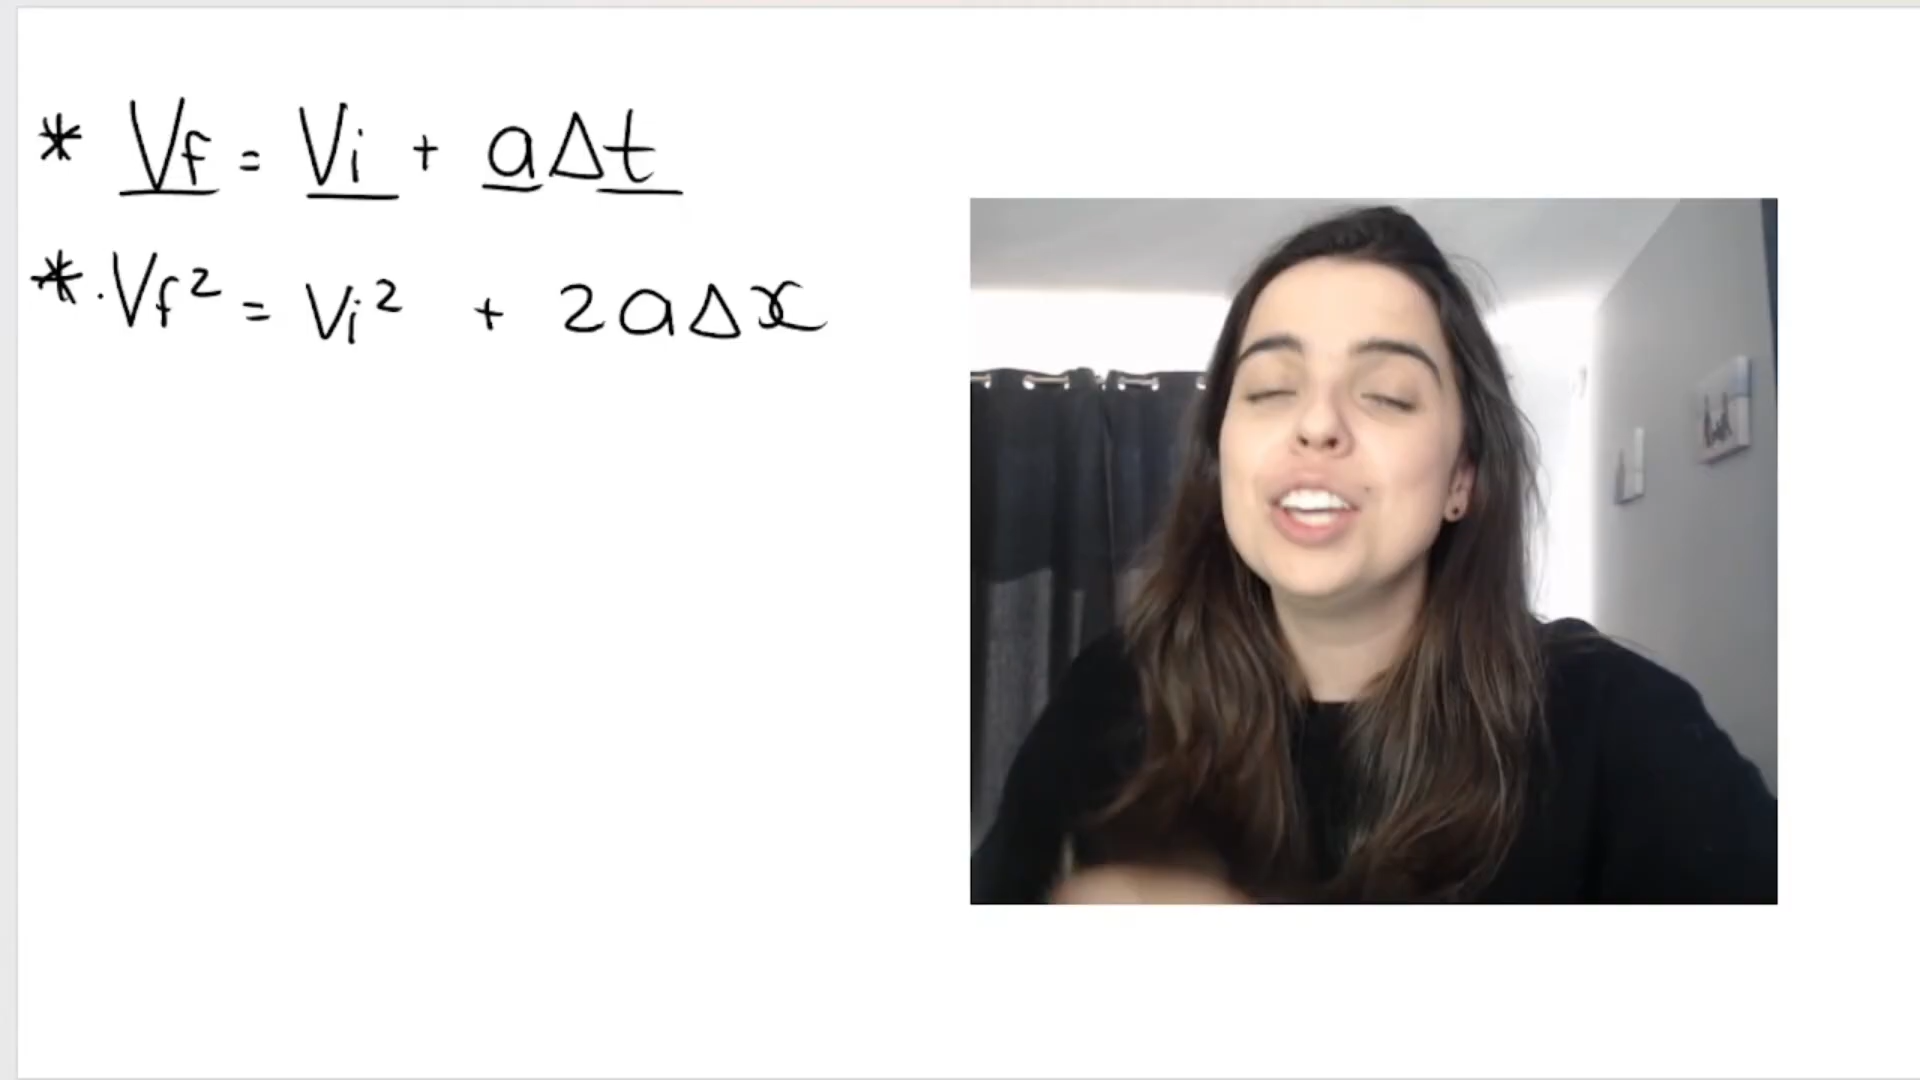 * Vf = Vi + aΔt
*. Vf² = Vi² + 2aΔx